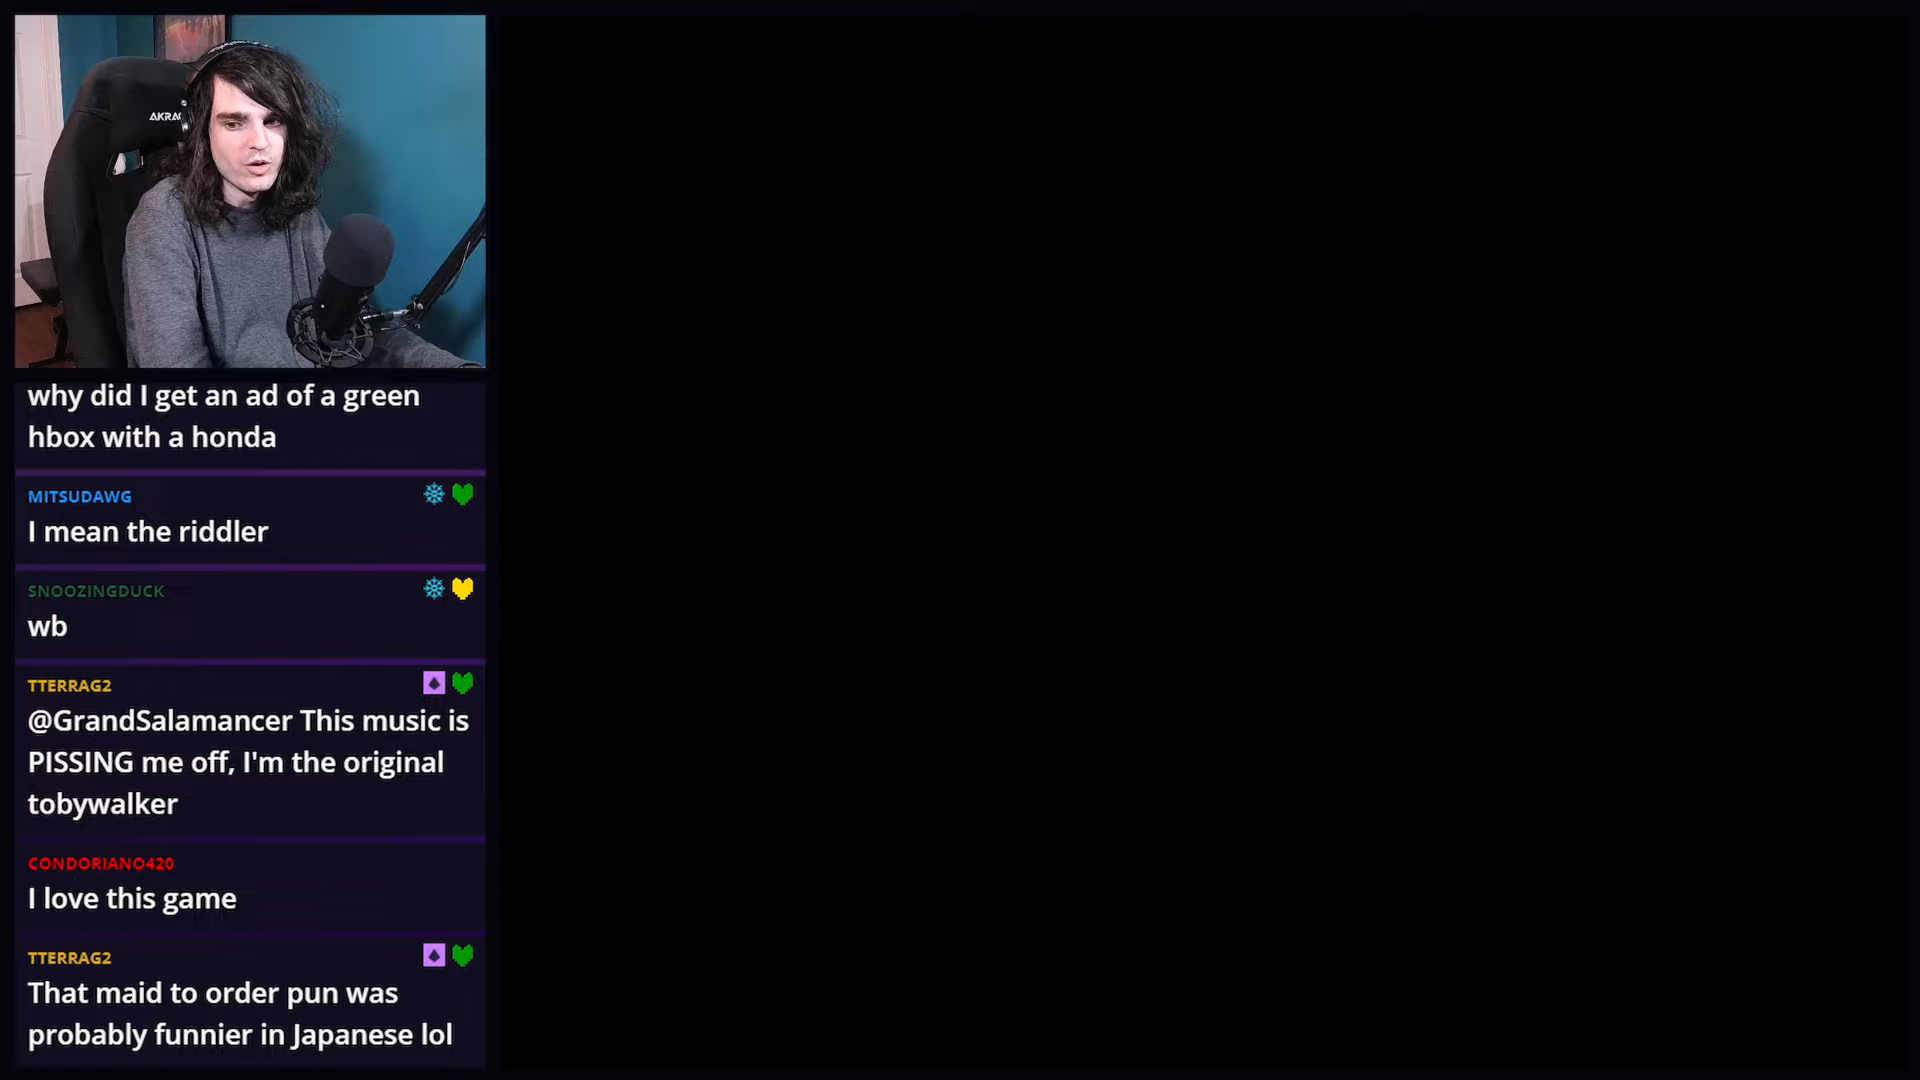 AKRA
why did I get an ad of a green
hbox with a honda
MITSUDAWG
I mean the riddler
SNOOZINGDUCK
wb
TTERRAG2
@GrandSalamancer This music is
PISSING me off, I'm the original
tobywalker
CONDORIANO420
I love this game
TTERRAG2
That maid to order pun was
probably funnier in Japanese lol